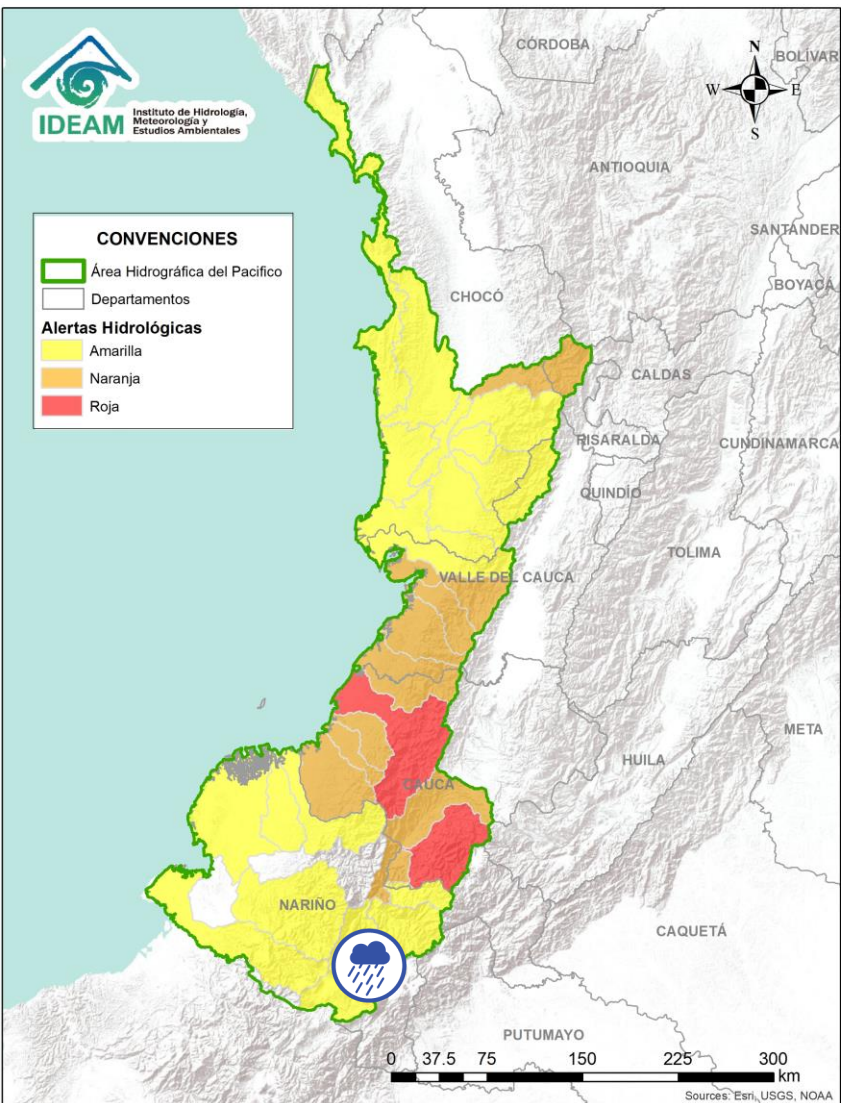 IDEAM
Instituto de Hidrología,
Meteorología y
Estudios Ambientales
N
W
E
S
CONVENCIONES
Área Hidrográfica del Pacifico
Departamentos
Alertas Hidrológicas
Amarilla
Naranja
Roja
CÓRDOBA
BOLÍVAR
ANTIOQUIA
SANTANDER
BOYACÁ
CHOCÓ
CALDAS
RISARALDA
CUNDINAMARCA
QUINDÍO
TOLIMA
VALLE DEL CAUCA
META
HUILA
CAUCA
NARIÑO
CAQUETÁ
PUTUMAYO
0 37.5 75 150 225 300
km
Sources: Esri, USGS, NOAA